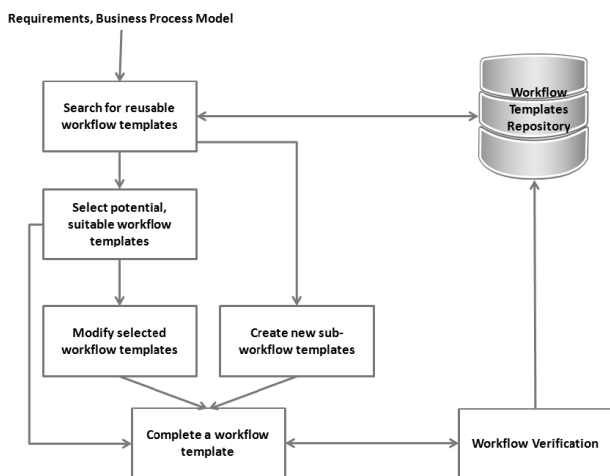 Requirements, Business Process Model
Search for reusable
workflow templates
Workflow
Templates
Repository
Select potential,
suitable workflow
templates
Modify selected
workflow templates
Create new sub-
workflow templates
Complete a workflow
template
Workflow Verification